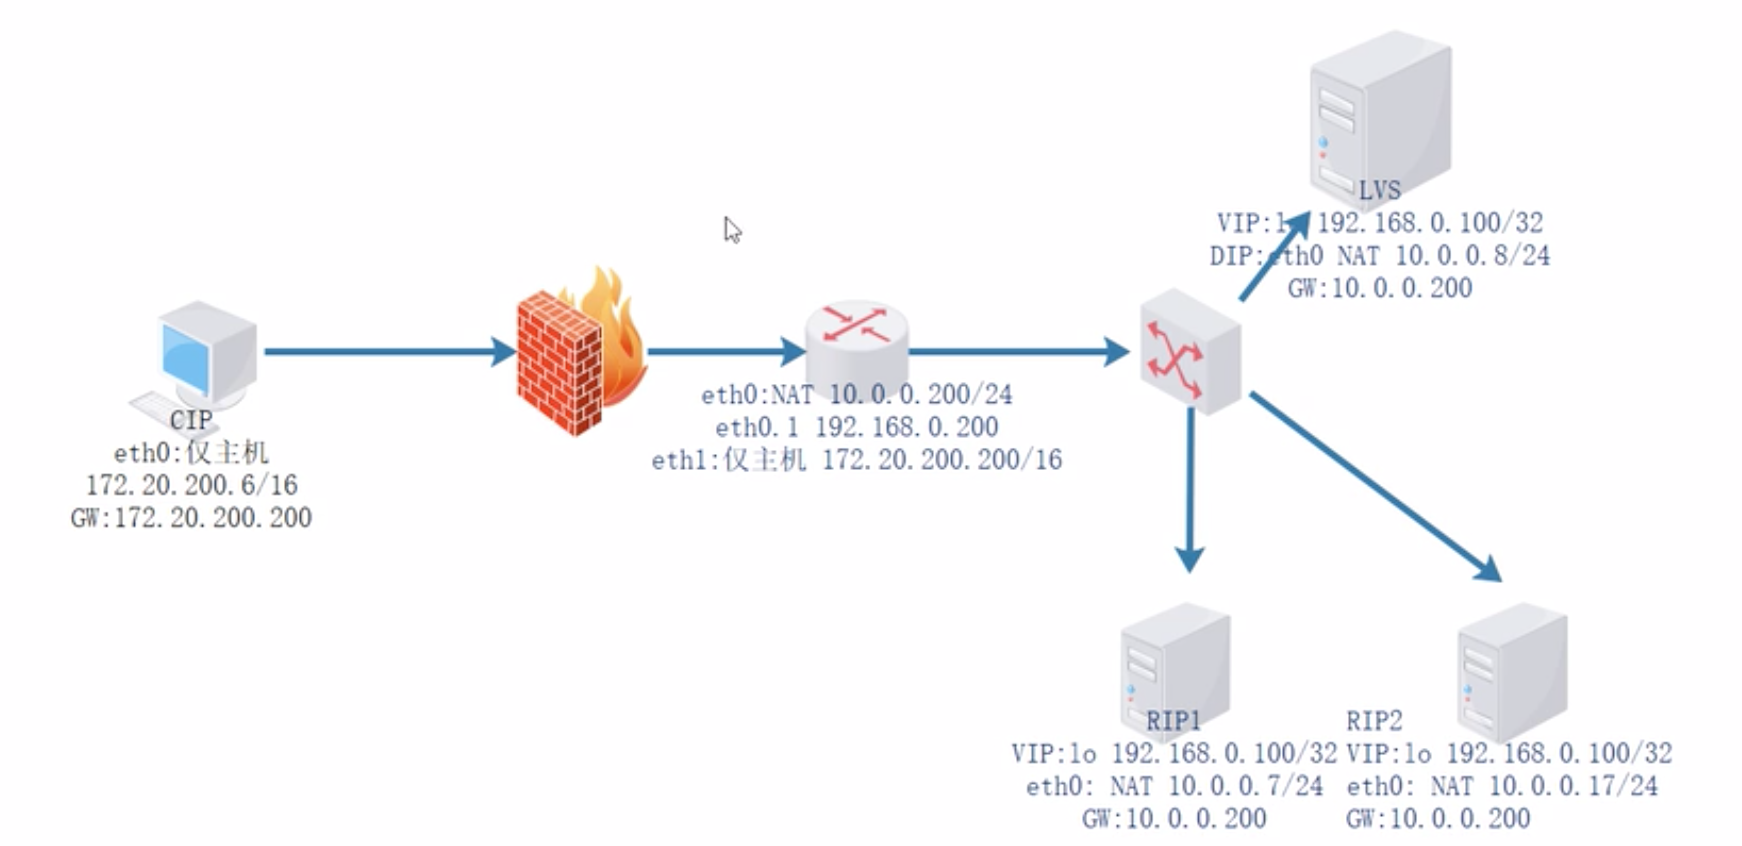 LVS
VIP:lo 192.168.0.100/32
DIP:eth0 NAT 10.0.0.8/24
GW:10.0.0.200
CIP
eth0:仅主机
172.20.200.6/16
GW:172.20.200.200
eth0:NAT 10.0.0.200/24
eth0.1 192.168.0.200
eth1:仅主机 172.20.200.200/16
RIP1
VIP:lo 192.168.0.100/32
eth0: NAT 10.0.0.7/24
GW:10.0.0.200
RIP2
VIP:lo 192.168.0.100/32
eth0: NAT 10.0.0.17/24
GW:10.0.0.200